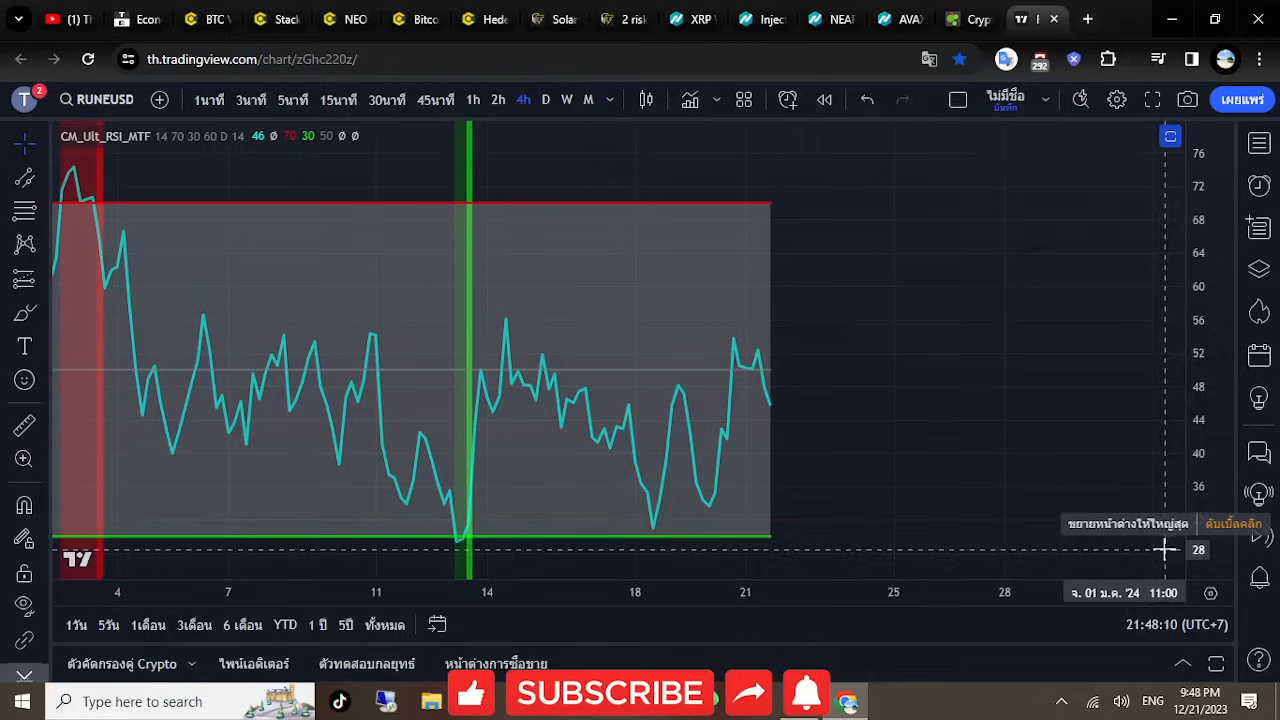 (1) Tl
Econ
BTC V
Stack
NEO
Bitco
Hede
Solar
2 risk
XRP V
Inject
NEAF
AVAX
Cryp
th.tradingview.com/chart/zGhc220z/
292
T
2
RUNEUSD
1นาที
3นาที
5นาที
15นาที
30นาที
45นาที
1h
2h
4h
D
W
M
ไม่มีชื่อ
บันทึก
เผยแพร่
CM_Ult_RSI_MTF 14 70 30 60 D 14 46 Ø 70 30 50 Ø Ø
76
72
68
64
60
56
52
48
44
40
36
ขยายหน้าต่างให้ใหญ่สุด ดับเบิ้ลคลิก
28
4
7
11
14
18
21
25
28
จ. 01 ม.ค. '24 11:00
1วัน
5วัน
1เดือน
3เดือน
6 เดือน
YTD
1 ปี
5ปี
ทั้งหมด
21:48:10 (UTC+7)
ตัวคัดกรองคู่ Crypto
ไพน์เอดิเตอร์
ตัวทดสอบกลยุทธ์
หน้าต่างการซื้อขาย
SUBSCRIBE
Type here to search
ENG
9:48 PM
12/21/2023